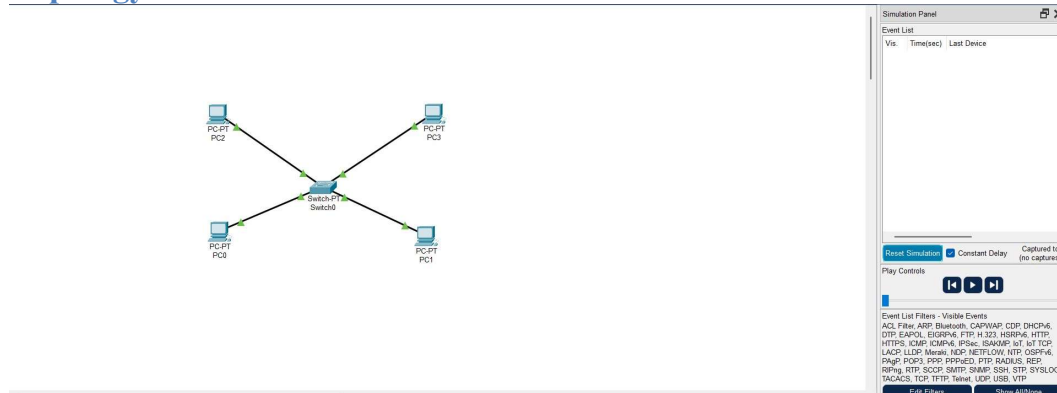 Simulation Panel
Event List
Vis. Time(sec) Last Device
PC-PT
PC2
PC-PT
PC3
Switch-PT
Switch0
PC-PT
PC0
PC-PT
PC1
Reset Simulation Constant Delay Captured to
(no captures
Play Controls
Event List Filters - Visible Events
ACL Filter, ARP, Bluetooth, CAPWAP, CDP, DHCPv6,
DTP, EAPOL, EIGRPv6, FTP, H.323, HSRPv6, HTTP,
HTTPS, ICMP, ICMPv6, IPSec, ISAKMP, IoT, IoT TCP,
LACP, LLDP, Meraki, NDP, NETFLOW, NTP, OSPFv6,
PAgP, POP3, PPP, PPPoED, PTP, RADIUS, REP,
RIPng, RTP, SCCP, SMTP, SNMP, SSH, STP, SYSLOG
TACACS, TCP, TFTP, Telnet, UDP, USB, VTP
Edit Filters Show All/None